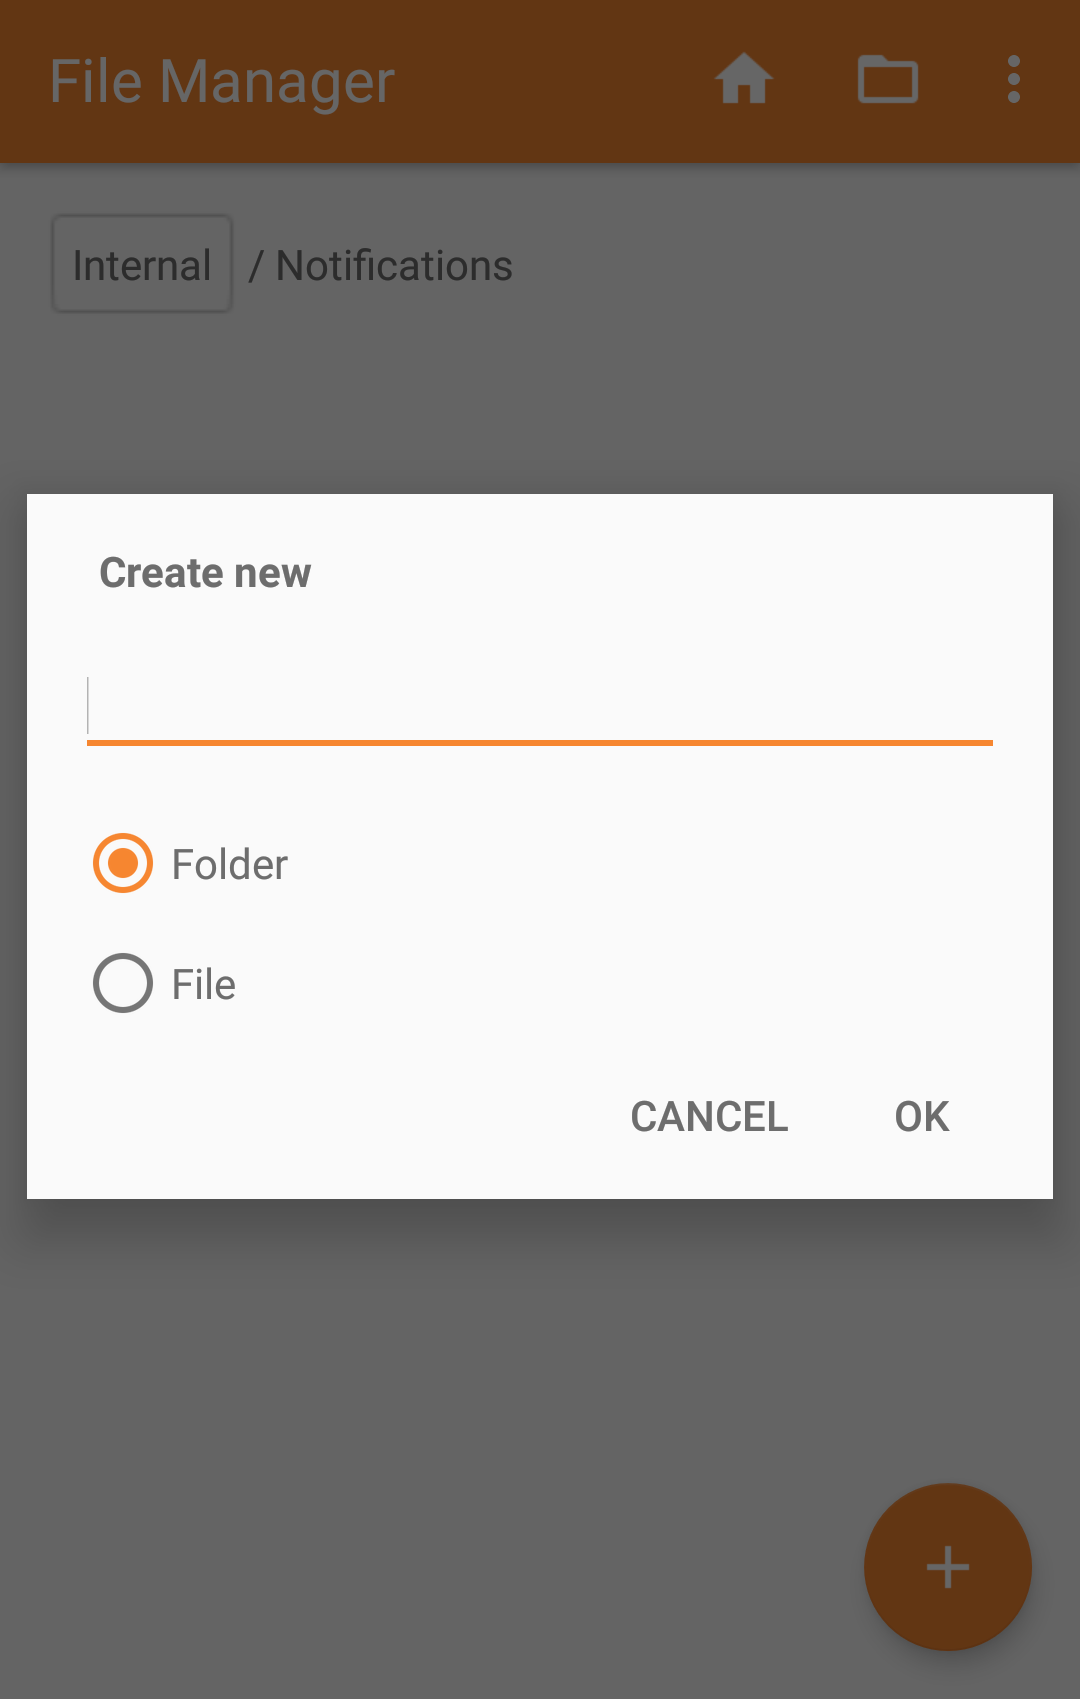 File Manager
Internal / Notifications
Create new
Folder
File
CANCEL OK